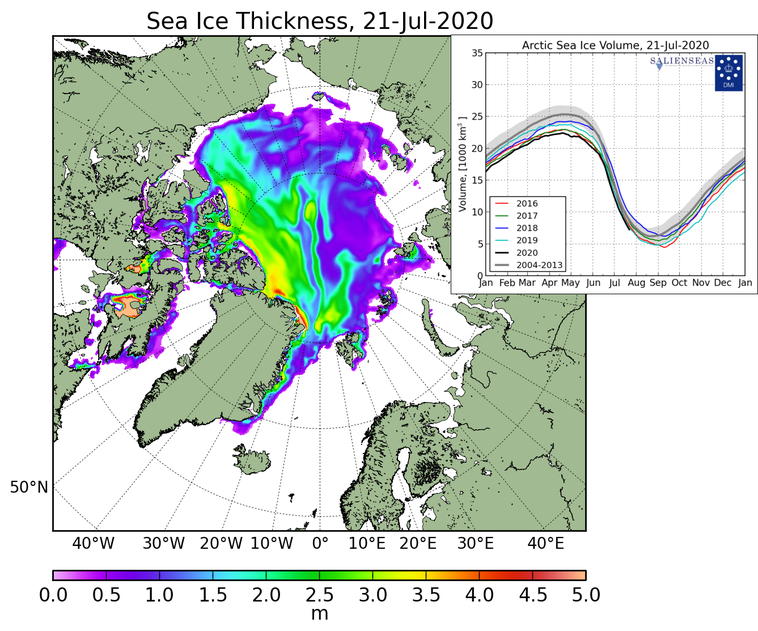 Sea Ice Thickness, 21-Jul-2020
Arctic Sea Ice Volume, 21-Jul-2020
SALIENSEAS
DMI
Volume, [1000 km³]
35
30
25
20
15
10
5
0
2016
2017
2018
2019
2020
2004-2013
Jan Feb Mar Apr May Jun Jul Aug Sep Oct Nov Dec Jan
50°N
40°W 30°W 20°W 10°W 0° 10°E 20°E 30°E 40°E
0.0 0.5 1.0 1.5 2.0 2.5 3.0 3.5 4.0 4.5 5.0
m